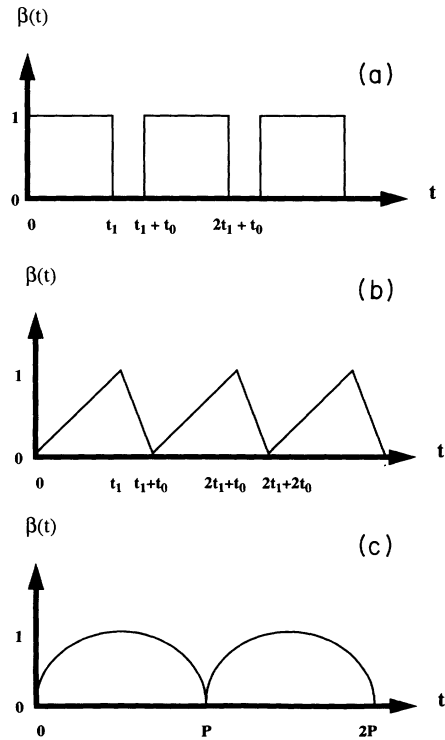 β(t)
(a)
1
0
t
0 t₁ t₁ + t₀ 2t₁ + t₀
β(t)
(b)
1
0
t
0 t₁ t₁+t₀ 2t₁+t₀ 2t₁+2t₀
β(t)
(c)
1
0
t
0 P 2P